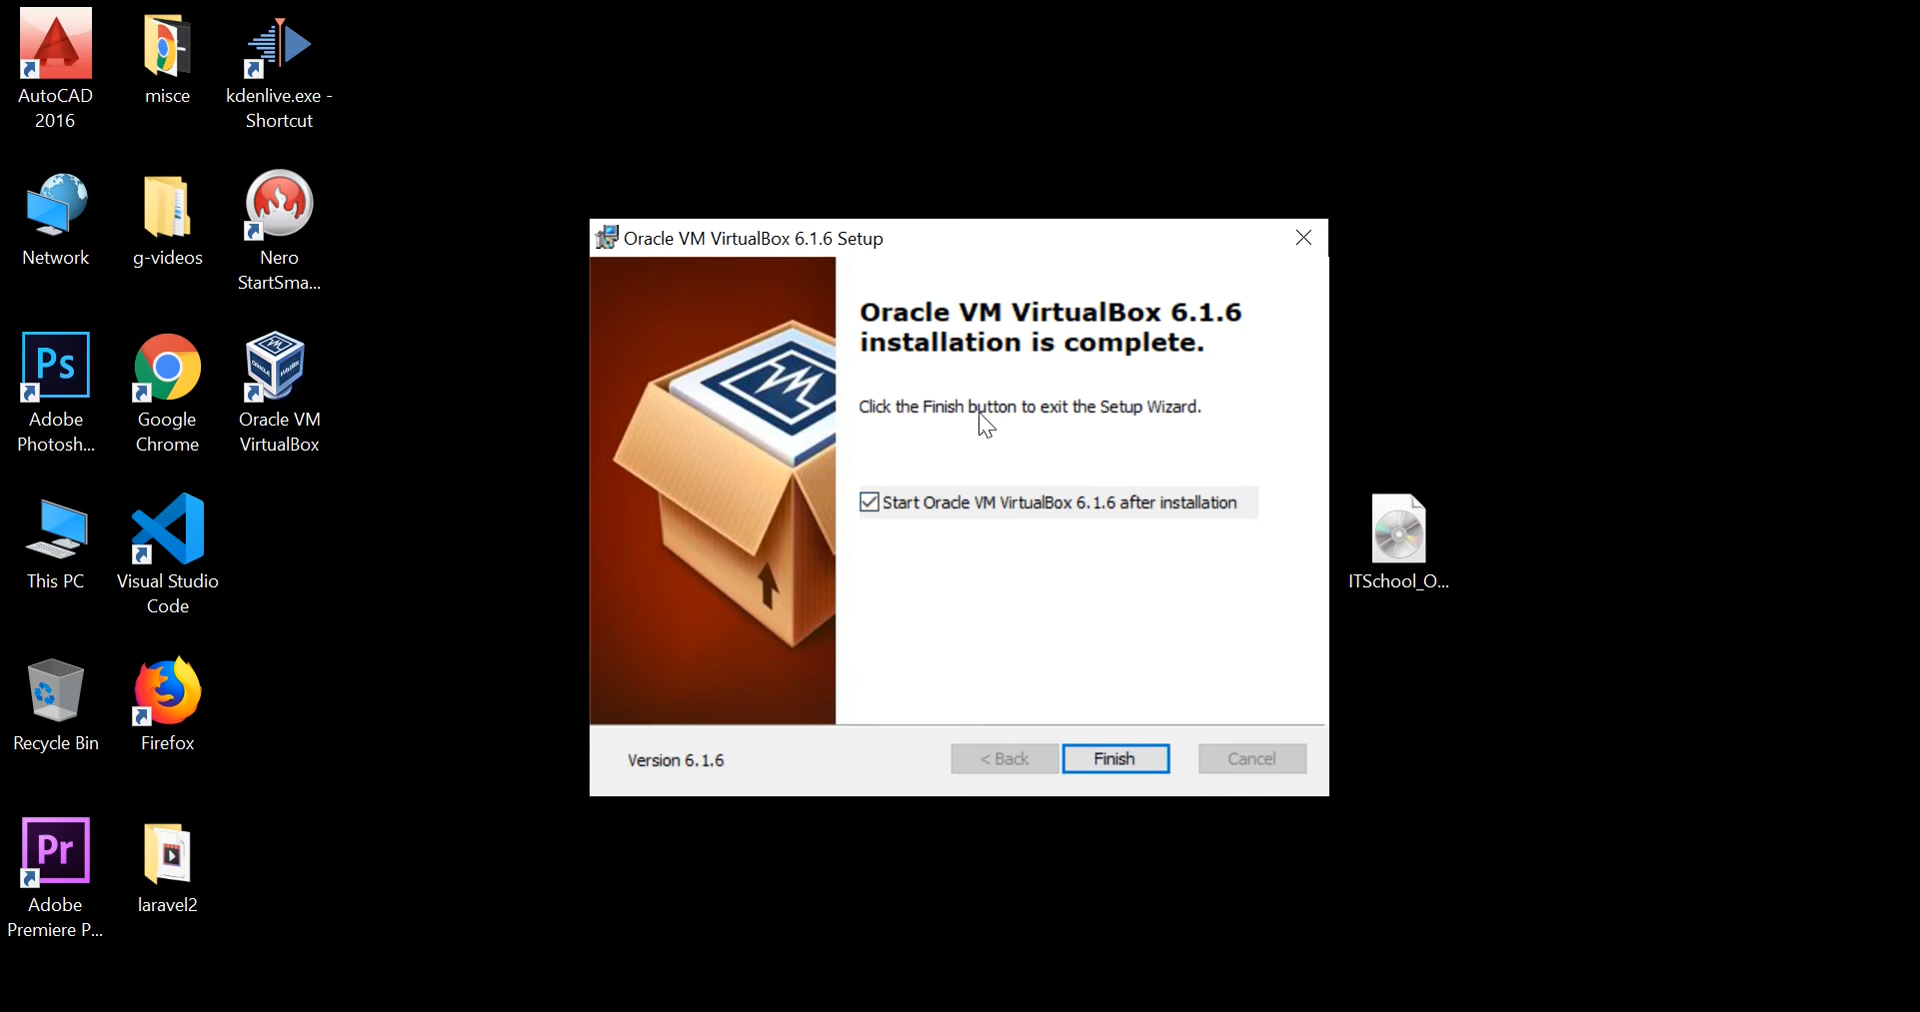 AutoCAD
2016
misce
kdenlive.exe -
Shortcut
Network
g-videos
Nero
StartSma...
Ps
Adobe
Photosh...
Google
Chrome
Oracle VM
VirtualBox
This PC
Visual Studio
Code
Recycle Bin
Firefox
Pr
Adobe
Premiere P...
laravel2
Oracle VM VirtualBox 6.1.6 Setup
Oracle VM VirtualBox 6.1.6
installation is complete.
Click the Finish button to exit the Setup Wizard.
Start Oracle VM VirtualBox 6.1.6 after installation
Version 6.1.6
< Back
Finish
Cancel
ITSchool_O...